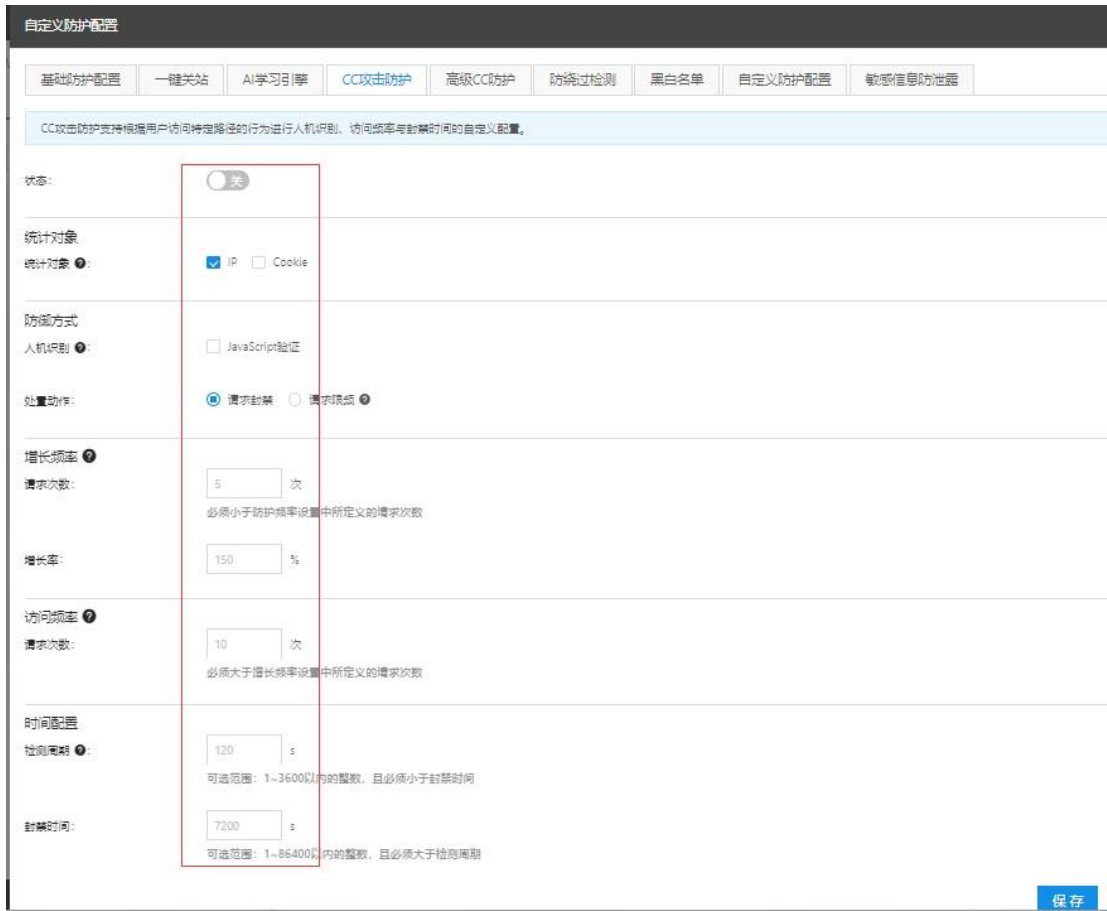 自定义防护配置
基础防护配置 一键关站 AI学习引擎 CC攻击防护 高级CC防护 防绕过检测 黑白名单 自定义防护配置 敏感信息防泄露
CC攻击防护支持根据用户访问特定路径的行为进行人机识别、访问频率与封禁时间的自定义配置。
状态: 关
统计对象
统计对象 ?: IP Cookie
防御方式
人机识别 ?: JavaScript验证
处置动作: 请求封禁 请求限频 ?
增长频率 ?
请求次数: 5 次
必须小于防护频率设置中所定义的请求次数
增长率: 150 %
访问频率 ?
请求次数: 10 次
必须大于增长频率设置中所定义的请求次数
时间配置
检测周期 ?: 120 s
可选范围: 1~3600以内的整数, 且必须小于封禁时间
封禁时间: 7200 s
可选范围: 1~86400以内的整数, 且必须大于检测周期
保存